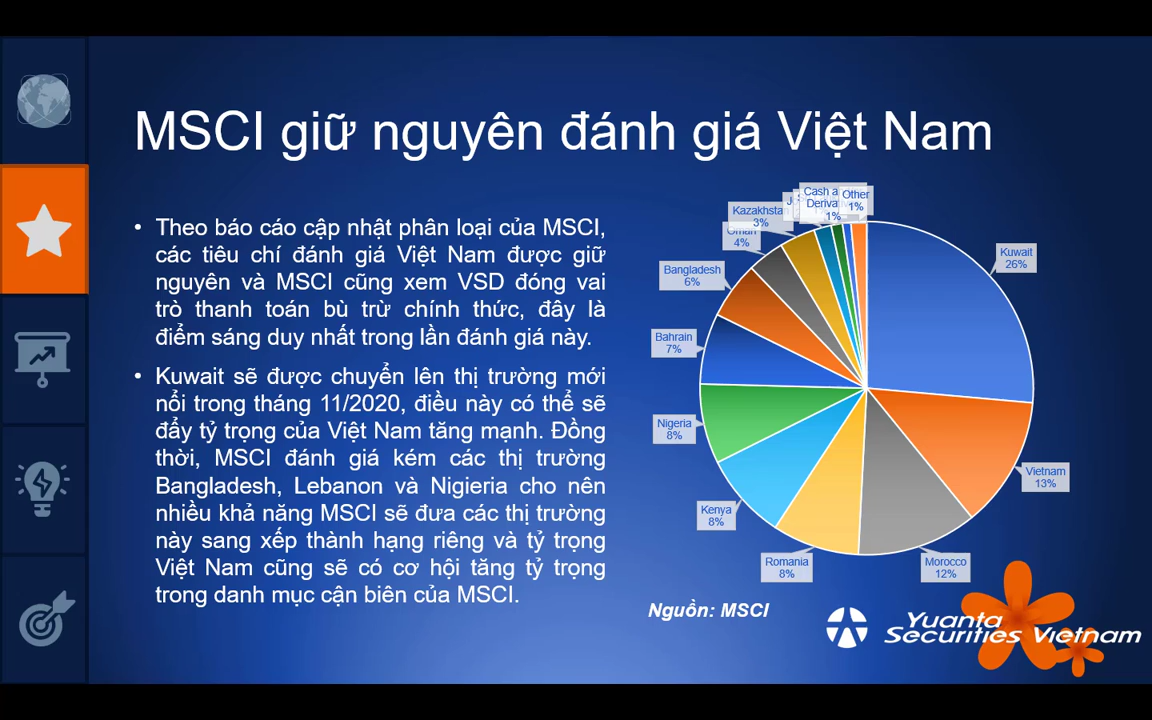 MSCI giữ nguyên đánh giá Việt Nam
• Theo báo cáo cập nhật phân loại của MSCI,
các tiêu chí đánh giá Việt Nam được giữ
nguyên và MSCI cũng xem VSD đóng vai
trò thanh toán bù trừ chính thức, đây là
điểm sáng duy nhất trong lần đánh giá này.
• Kuwait sẽ được chuyển lên thị trường mới
nổi trong tháng 11/2020, điều này có thể sẽ
đẩy tỷ trọng của Việt Nam tăng mạnh. Đồng
thời, MSCI đánh giá kém các thị trường
Bangladesh, Lebanon và Nigieria cho nên
nhiều khả năng MSCI sẽ đưa các thị trường
này sang xếp thành hạng riêng và tỷ trọng
Việt Nam cũng sẽ có cơ hội tăng tỷ trọng
trong danh mục cận biên của MSCI.
Kuwait
26%
Vietnam
13%
Morocco
12%
Romania
8%
Kenya
8%
Nigeria
8%
Bahrain
7%
Bangladesh
6%
Oman
4%
Kazakhstan
3%
Cash a
Deriva
1%
Other
1%
Nguồn: MSCI
Yuanta
Securities Vietnam